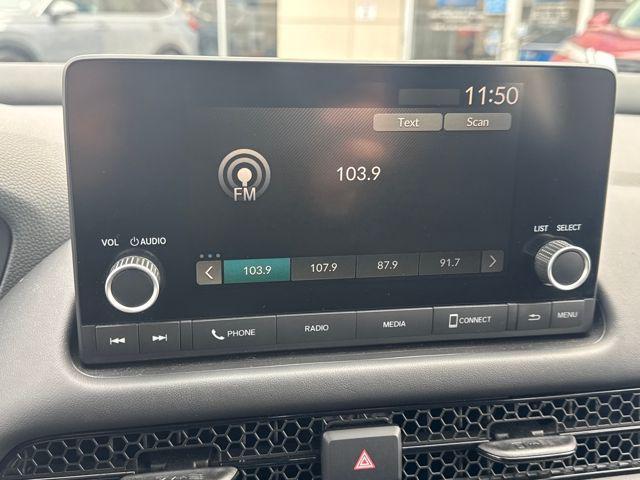 11:50
Text Scan
FM
103.9
VOL AUDIO
LIST SELECT
103.9 107.9 87.9 91.7
PHONE RADIO MEDIA CONNECT MENU